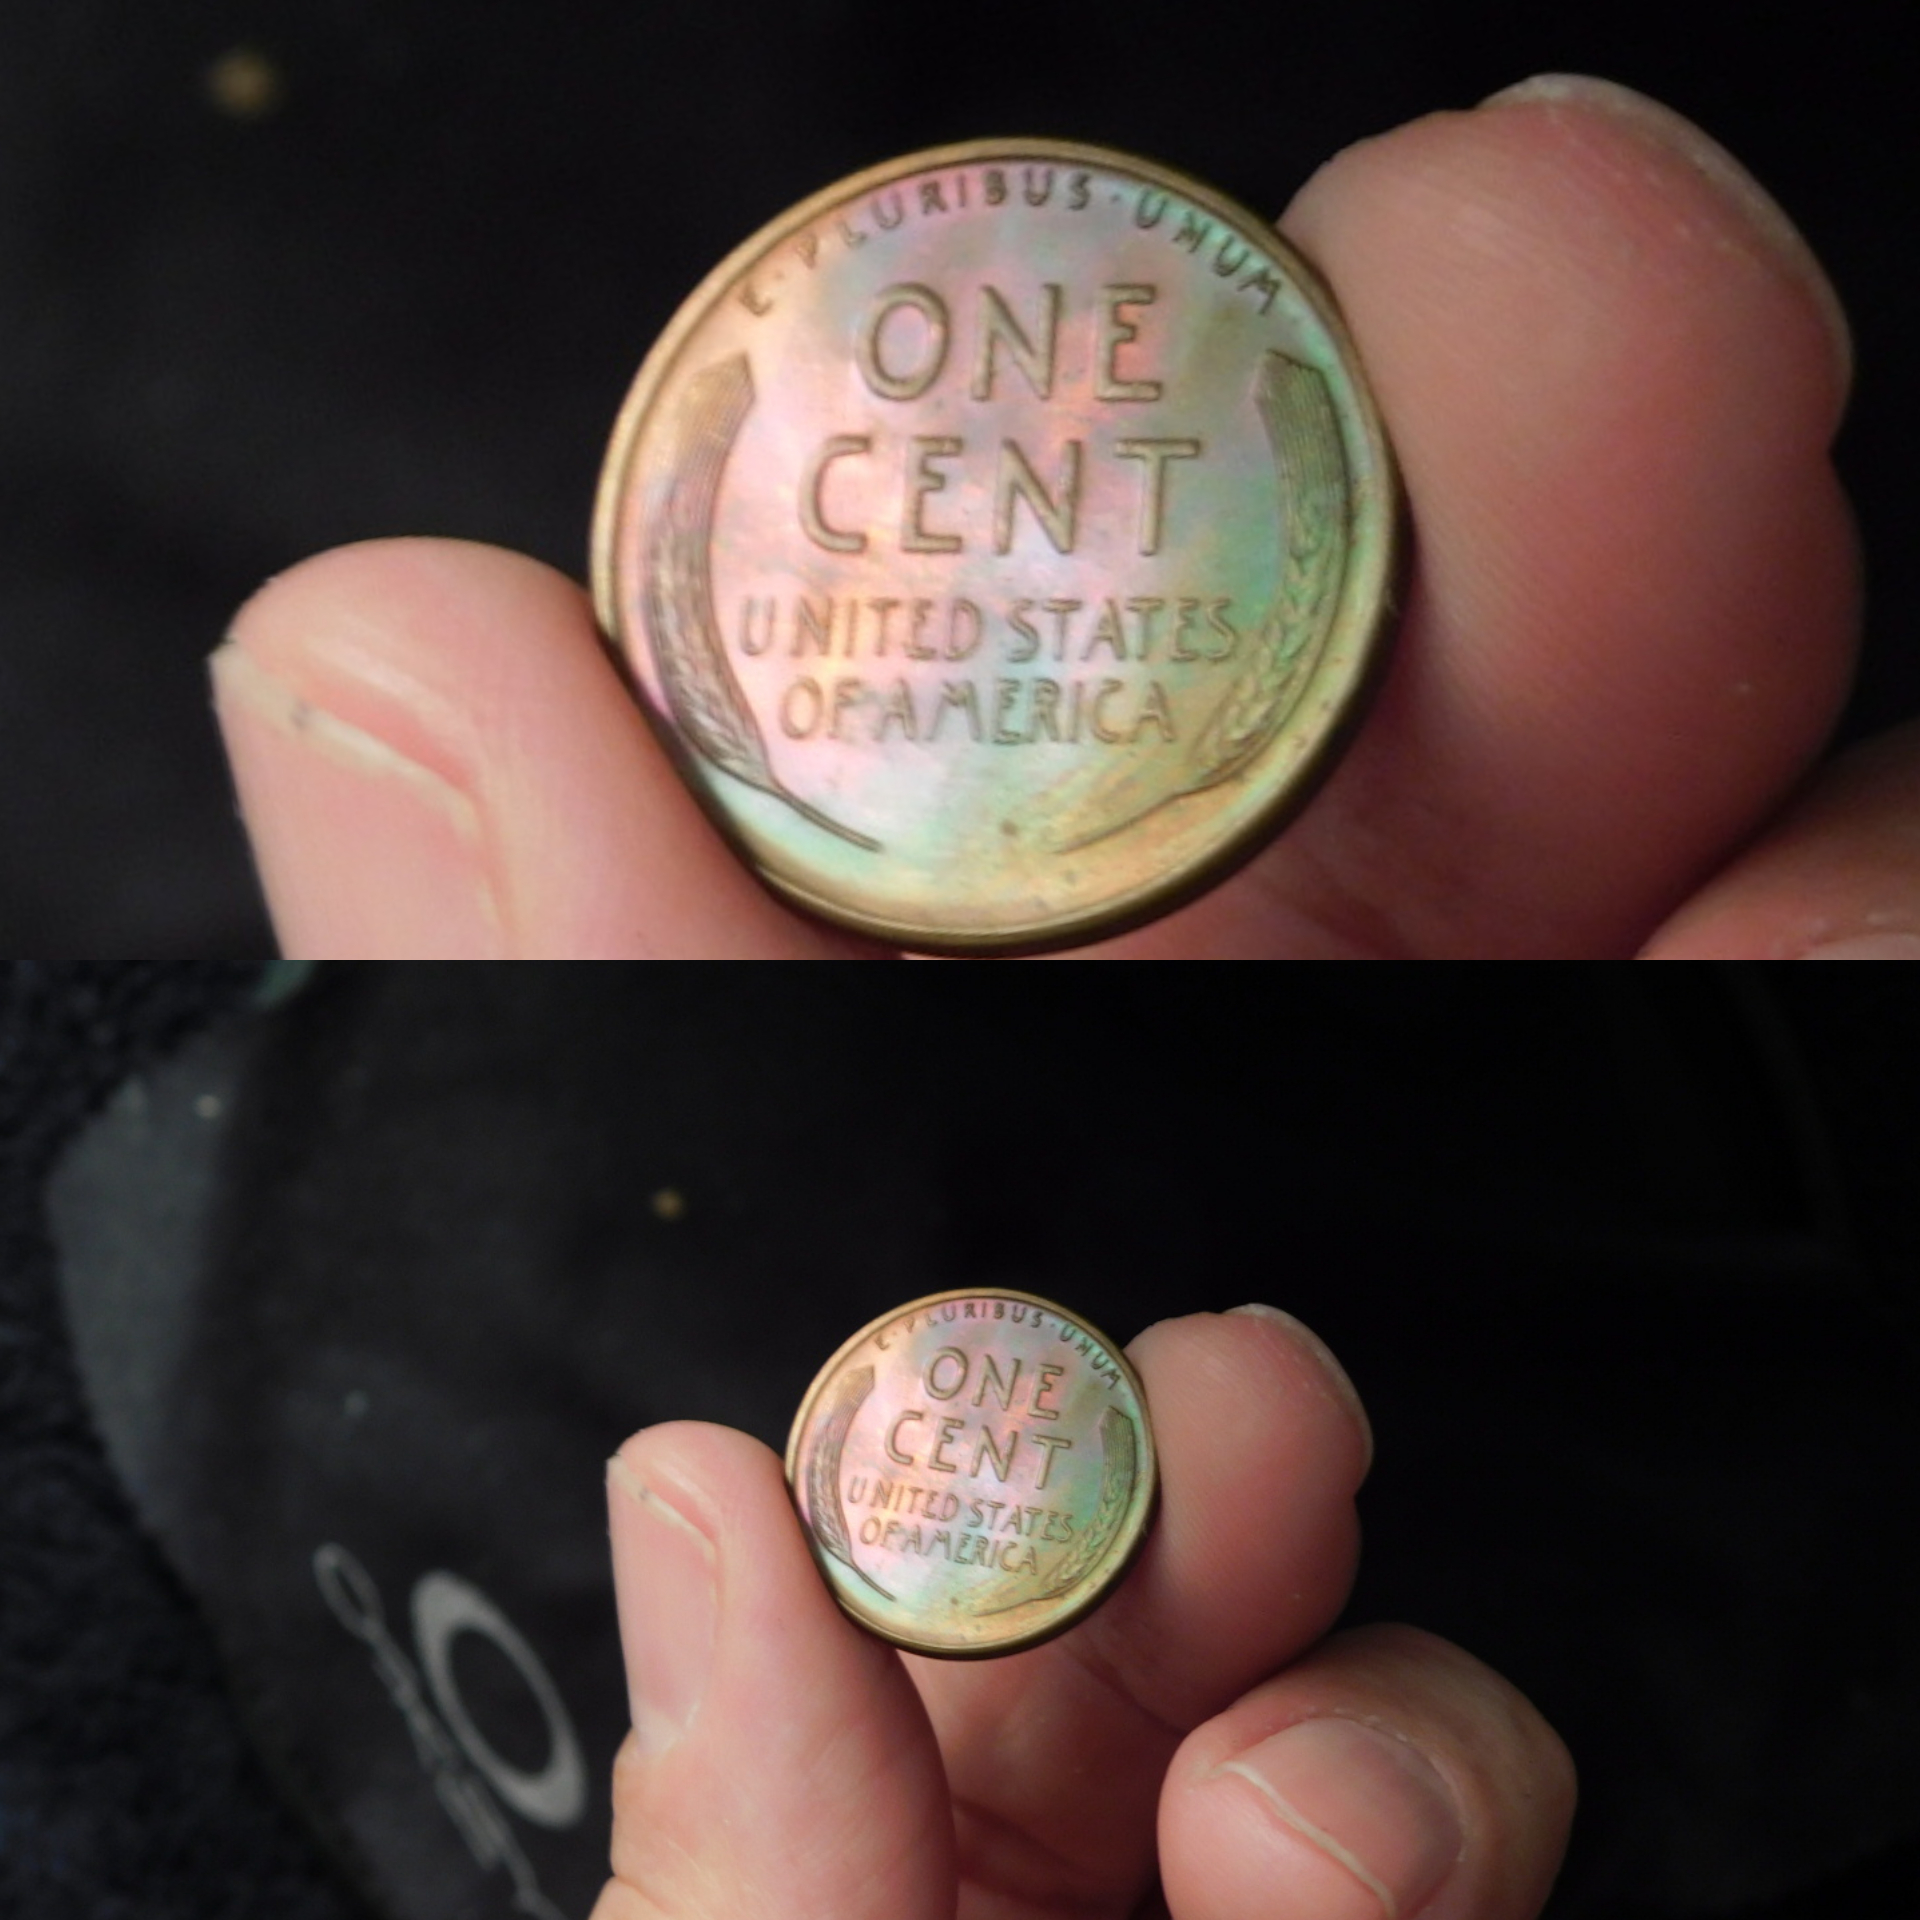 E·PLURIBUS·UNUM
ONE
CENT
UNITED STATES
OF AMERICA
E·PLURIBUS·UNUM
ONE
CENT
UNITED STATES
OF AMERICA